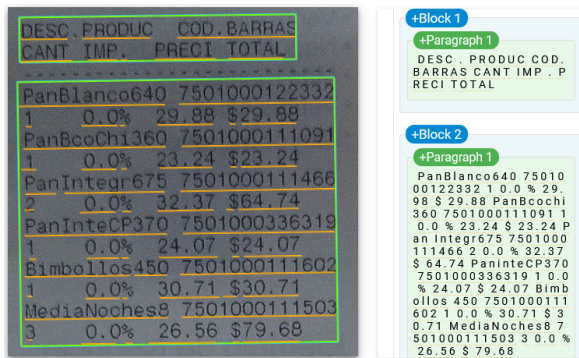 DESC.PRODUC COD.BARRAS
CANT IMP. PRECI TOTAL
PanBlanco640 7501000122332
1 0.0% 29.88 $29.88
PanBcoChi360 7501000111091
1 0.0% 23.24 $23.24
PanIntegr675 7501000111466
2 0.0% 32.37 $64.74
PanInteCP370 7501000336319
1 0.0% 24.07 $24.07
Bimbollos450 7501000111602
1 0.0% 30.71 $30.71
MediaNoches8 7501000111503
3 0.0% 26.56 $79.68
+Block 1
+Paragraph 1
DESC . PRODUC COD.
BARRAS CANT IMP . P
RECI TOTAL
+Block 2
+Paragraph 1
PanBlanco640 75010
00122332 1 0.0 % 29.
98 $ 29.88 PanBcochi
360 7501000111091 1
0.0 % 23.24 $ 23.24 P
an Integr675 7501000
111466 2 0.0 % 32.37
$ 64.74 PaninteCP370
7501000336319 1 0.0
% 24.07 $ 24.07 Bimb
ollos 450 7501000111
602 1 0.0 % 30.71 $ 3
0.71 MediaNoches8 7
501000111503 3 0.0 %
26.56 $ 79.68